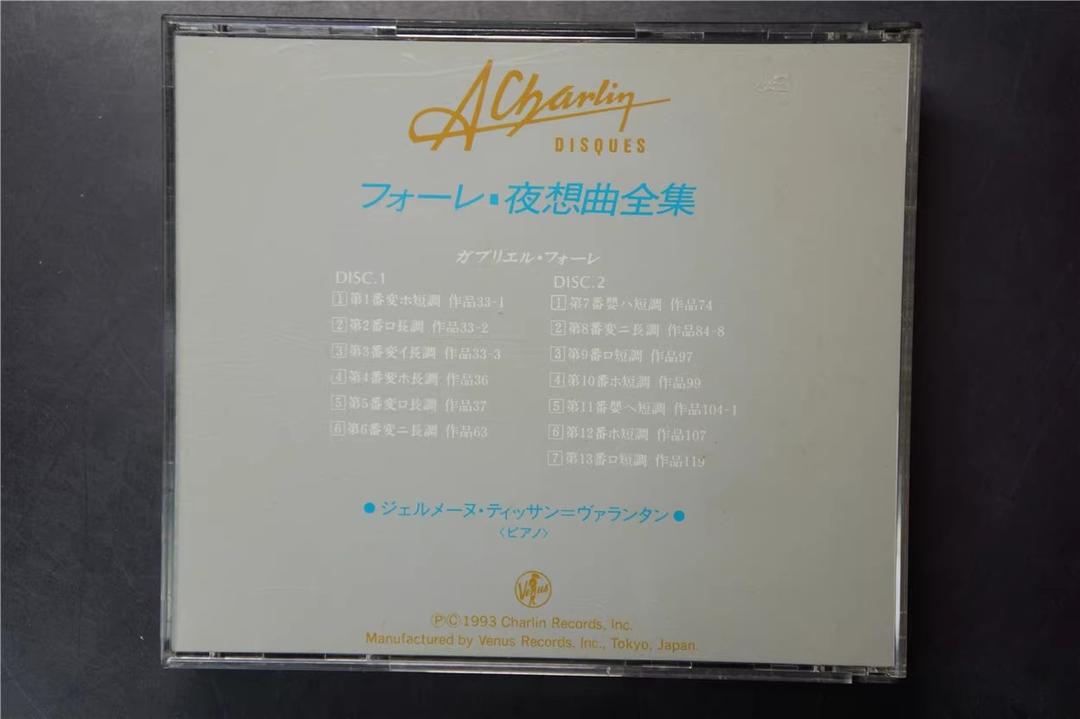 ACharlin
DISQUES
フォーレ・夜想曲全集
ガブリエル・フォーレ
DISC.1
1 第1番変ホ短調 作品33-1
2 第2番ロ長調 作品33-2
3 第3番変イ長調 作品33-3
4 第4番変ホ長調 作品36
5 第5番変ロ長調 作品37
6 第6番変ニ長調 作品63
DISC.2
1 第7番嬰ハ短調 作品74
2 第8番変ニ長調 作品84-8
3 第9番ロ短調 作品97
4 第10番ホ短調 作品99
5 第11番嬰ヘ短調 作品104-1
6 第12番ホ短調 作品107
7 第13番ロ短調 作品119
●ジェルメーヌ・ティッサン=ヴァランタン●
〈ピアノ〉
Venus
ⓅⒸ1993 Charlin Records, Inc.
Manufactured by Venus Records, Inc., Tokyo, Japan.